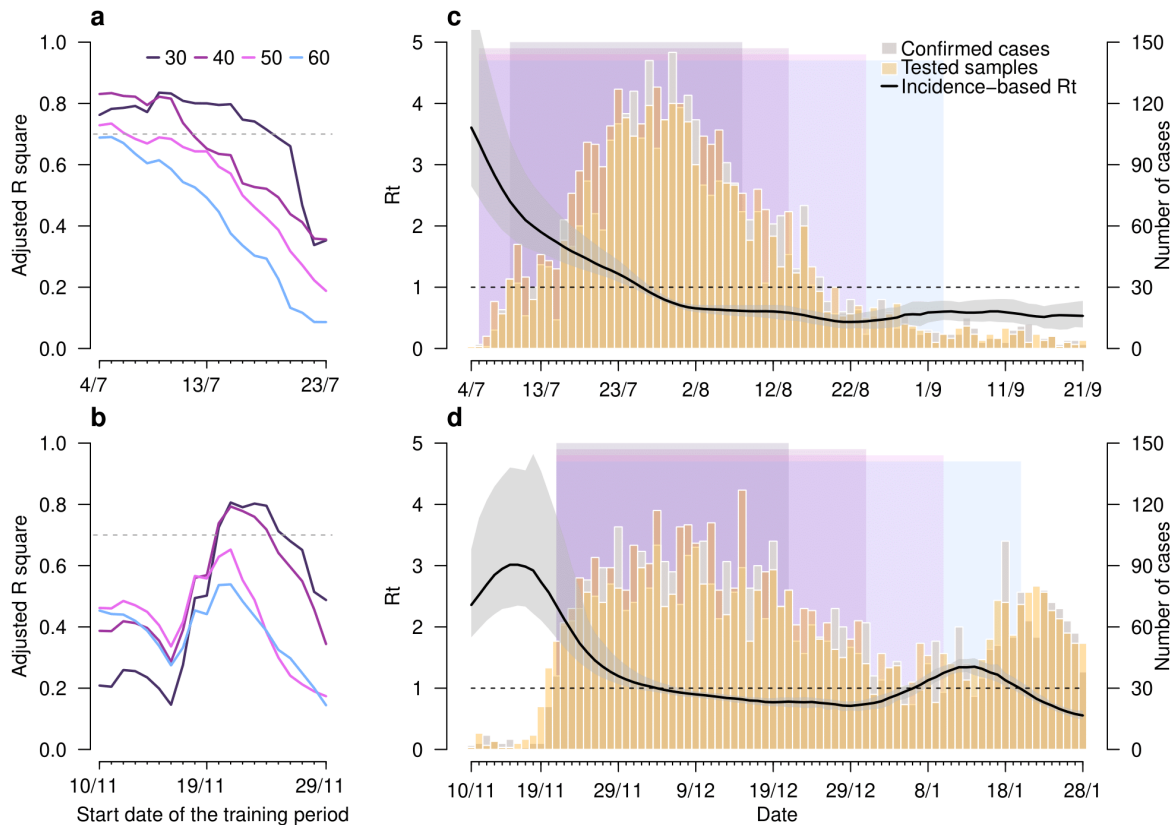 a
1.0
0.8
0.6
0.4
0.2
0.0
Adjusted R square
30 40 50 60
4/7 13/7 23/7
c
5
4
3
2
1
0
Rt
Confirmed cases
Tested samples
Incidence−based Rt
150
120
90
60
30
0
Number of cases
4/7 13/7 23/7 2/8 12/8 22/8 1/9 11/9 21/9
b
1.0
0.8
0.6
0.4
0.2
0.0
Adjusted R square
10/11 19/11 29/11
Start date of the training period
d
5
4
3
2
1
0
Rt
150
120
90
60
30
0
Number of cases
10/11 19/11 29/11 9/12 19/12 29/12 8/1 18/1 28/1
Date